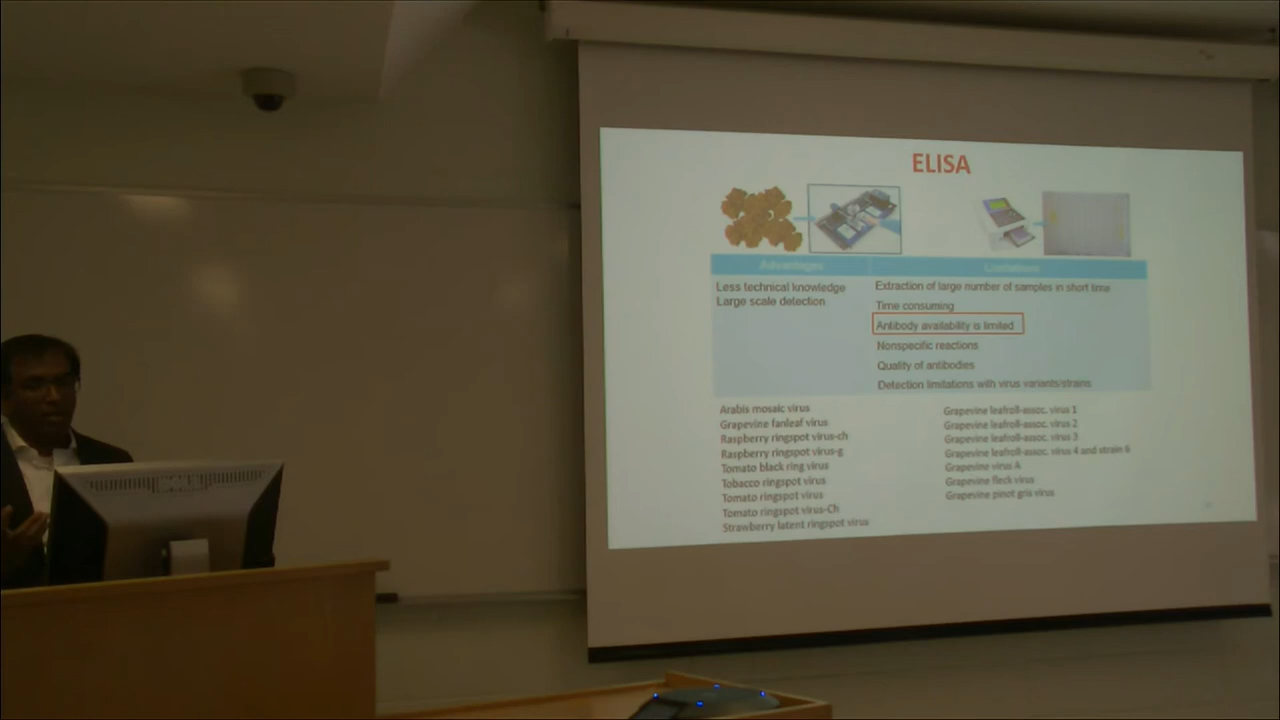 ELISA
Advantages
Limitations
Less technical knowledge
Large scale detection
Extraction of large number of samples in short time
Time consuming
Antibody availability is limited
Nonspecific reactions
Quality of antibodies
Detection limitations with virus variants/strains
Arabis mosaic virus
Grapevine fanleaf virus
Raspberry ringspot virus-ch
Raspberry ringspot virus-g
Tomato black ring virus
Tobacco ringspot virus
Tomato ringspot virus
Tomato ringspot virus-Ch
Strawberry latent ringspot virus
Grapevine leafroll-assoc. virus 1
Grapevine leafroll-assoc. virus 2
Grapevine leafroll-assoc. virus 3
Grapevine leafroll-assoc. virus 4 and strain 6
Grapevine virus A
Grapevine fleck virus
Grapevine pinot gris virus